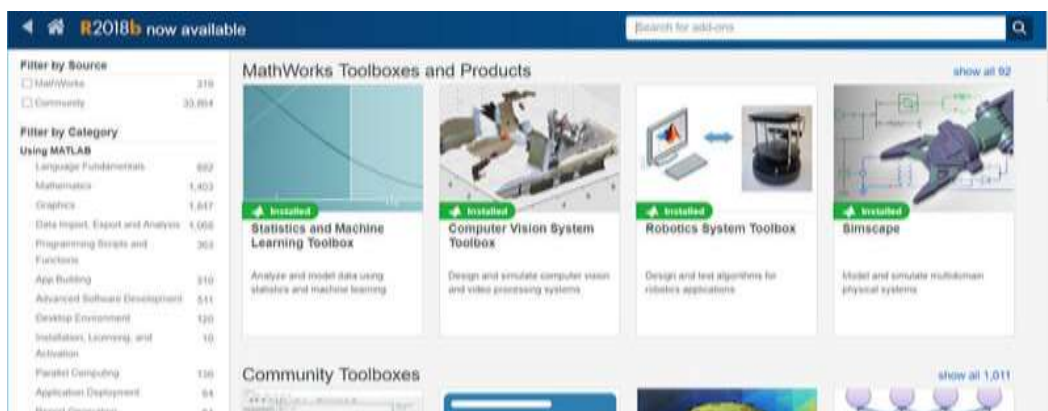 R2018b now available
Search for add-ons
Filter by Source
MathWorks 319
Community
Filter by Category
Using MATLAB
Language Fundamentals
Mathematics 1,403
Graphics
Data Import, Export and Analysis
Programming Scripts and
Functions
App Building
Advanced Software Development
Desktop Environment 120
Installation, Licensing, and
Activation
Parallel Computing
Application Deployment
MathWorks Toolboxes and Products
show all 92
Installed
Statistics and Machine
Learning Toolbox
Analyze and model data using
statistics and machine learning
Installed
Computer Vision System
Toolbox
Design and simulate computer vision
and video processing systems
Installed
Robotics System Toolbox
Design and test algorithms for
robotics applications
Installed
Simscape
Model and simulate multidomain
physical systems
Community Toolboxes
show all 1,011